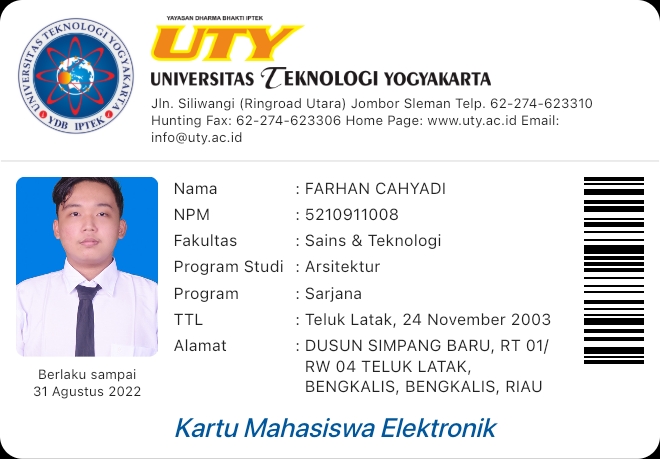 YAYASAN DHARMA BHAKTI IPTEK
UTY
UNIVERSITAS TEKNOLOGI YOGYAKARTA
UNIVERSITAS TEKNOLOGI YOGYAKARTA
YDB IPTEK
Jln. Siliwangi (Ringroad Utara) Jombor Sleman Telp. 62-274-623310
Hunting Fax: 62-274-623306 Home Page: www.uty.ac.id Email:
info@uty.ac.id
Nama : FARHAN CAHYADI
NPM : 5210911008
Fakultas : Sains & Teknologi
Program Studi : Arsitektur
Program : Sarjana
TTL : Teluk Latak, 24 November 2003
Alamat : DUSUN SIMPANG BARU, RT 01/
RW 04 TELUK LATAK,
BENGKALIS, BENGKALIS, RIAU
Berlaku sampai
31 Agustus 2022
Kartu Mahasiswa Elektronik